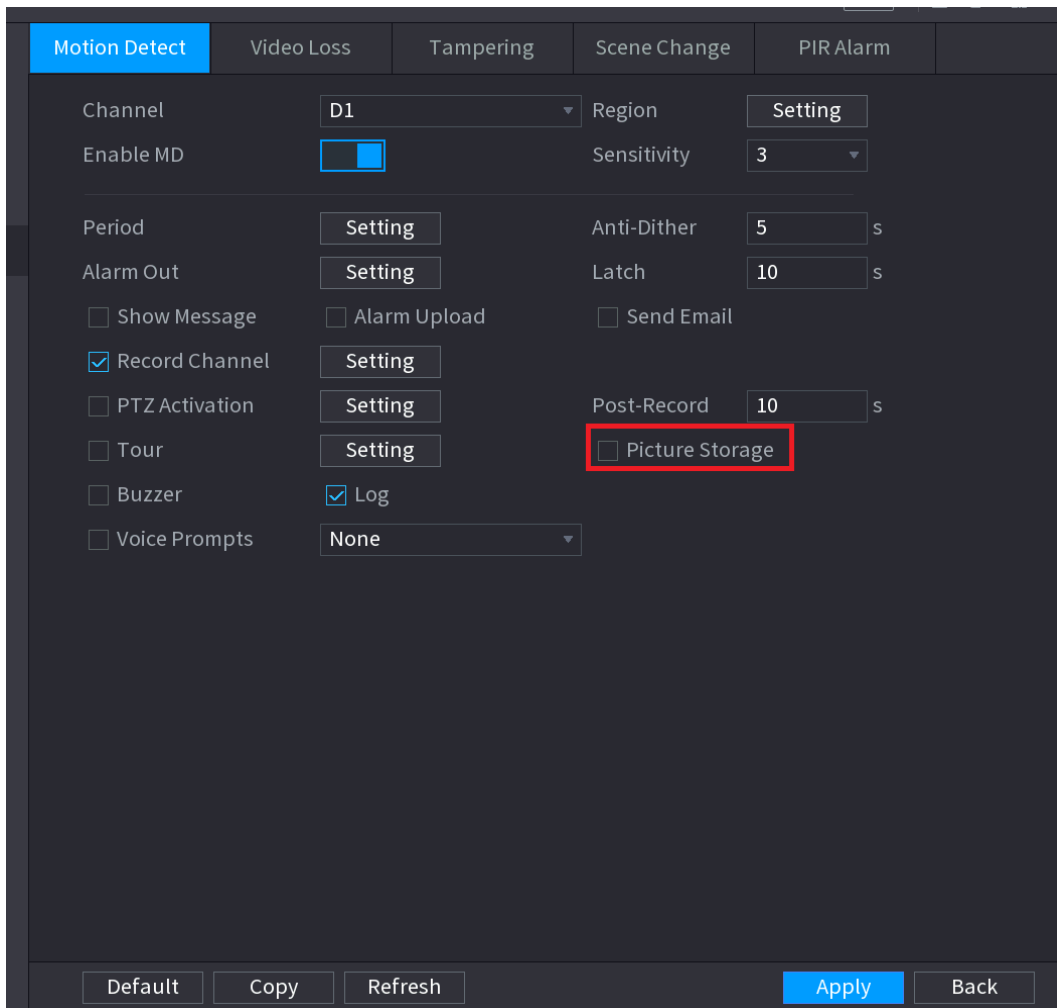 Motion Detect Video Loss Tampering Scene Change PIR Alarm
Channel D1 Region Setting
Enable MD Sensitivity 3
Period Setting Anti-Dither 5 s
Alarm Out Setting Latch 10 s
Show Message Alarm Upload Send Email
Record Channel Setting
PTZ Activation Setting Post-Record 10 s
Tour Setting Picture Storage
Buzzer Log
Voice Prompts None
Default Copy Refresh Apply Back